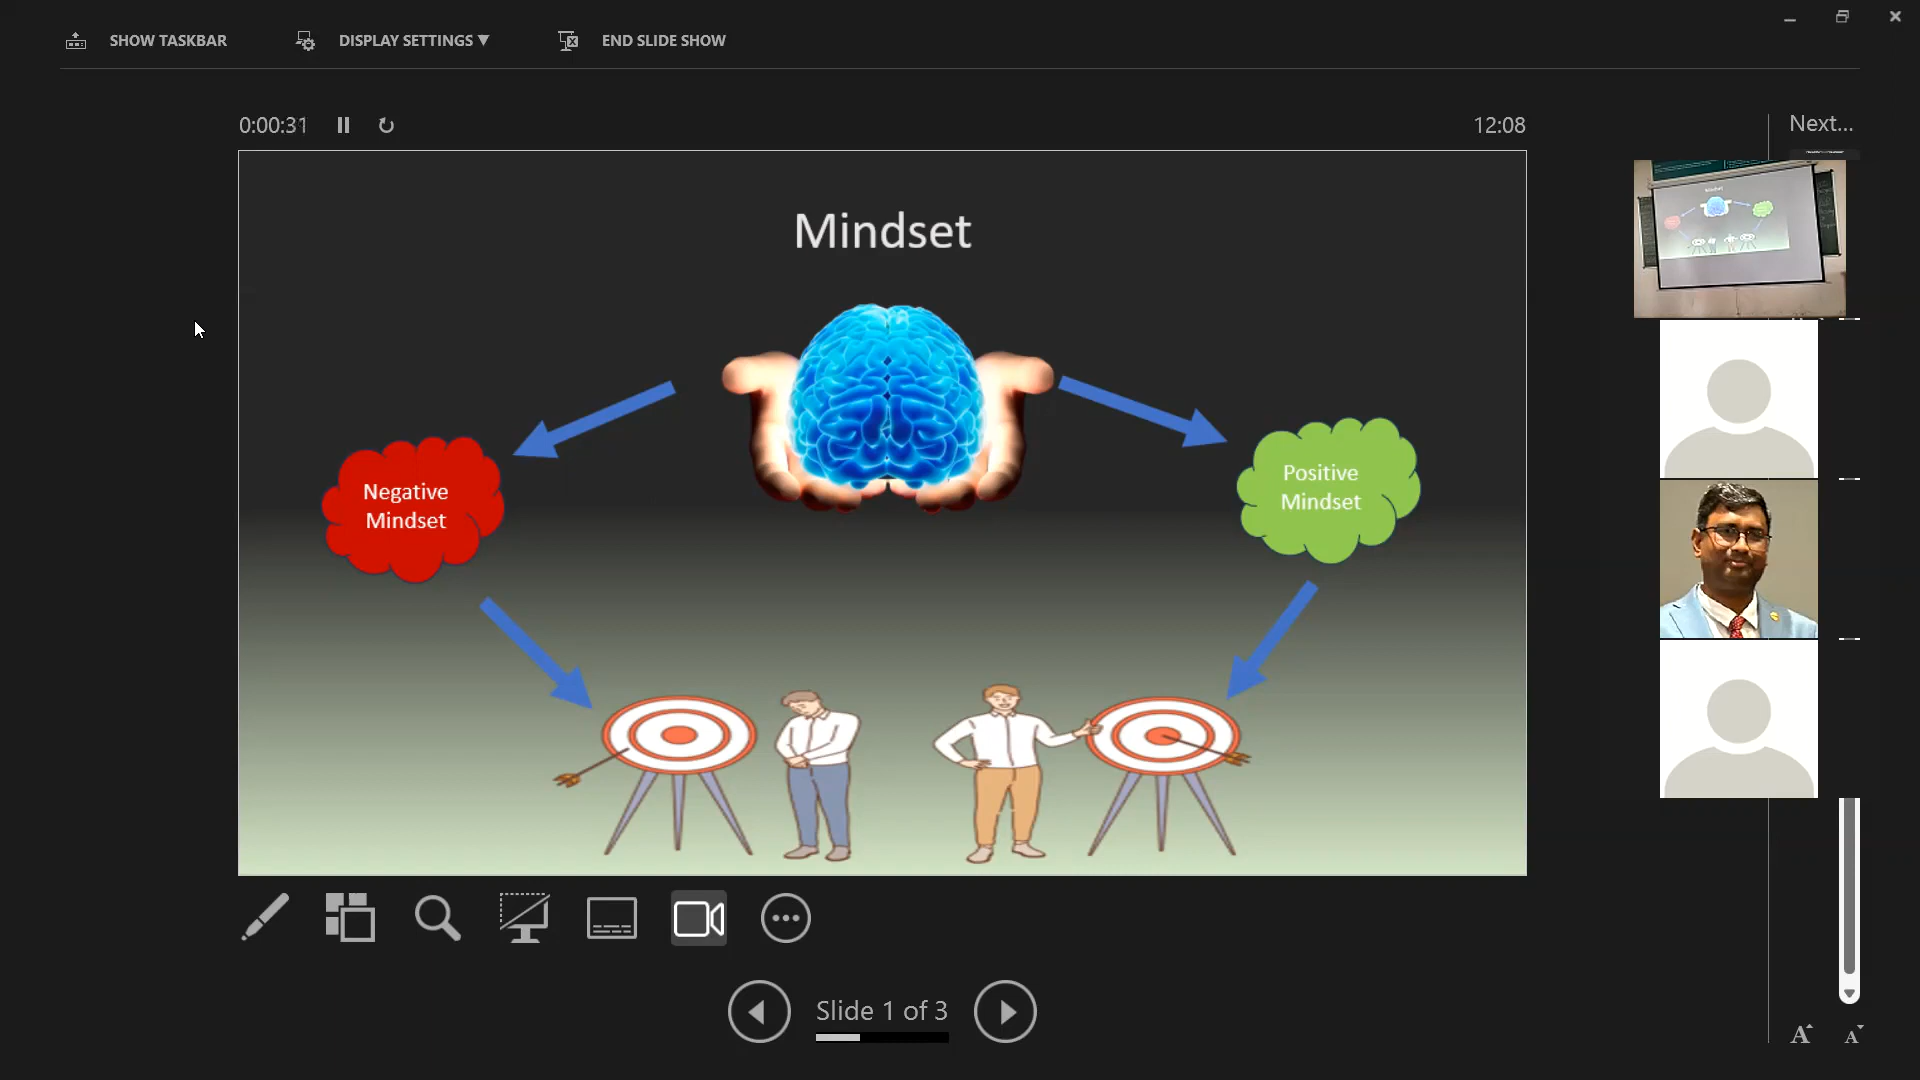 SHOW TASKBAR
DISPLAY SETTINGS ▼
END SLIDE SHOW
0:00:31
12:08
Next...
Mindset
Negative
Mindset
Positive
Mindset
Slide 1 of 3
A
A
Mindset